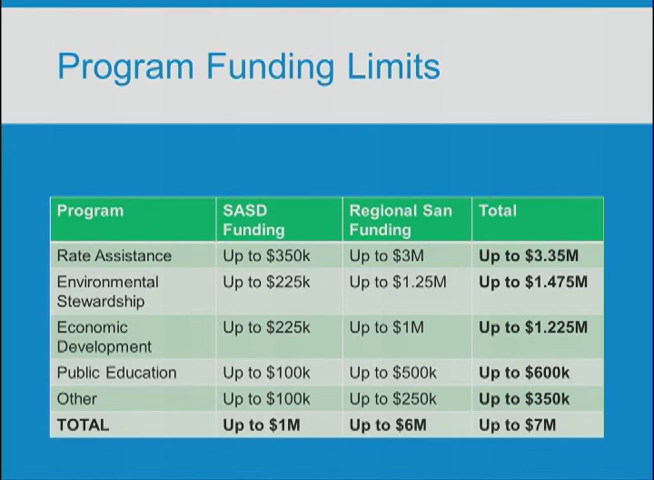 Program Funding Limits
Program SASD Funding Regional San Funding Total
Rate Assistance Up to $350k Up to $3M Up to $3.35M
Environmental Stewardship Up to $225k Up to $1.25M Up to $1.475M
Economic Development Up to $225k Up to $1M Up to $1.225M
Public Education Up to $100k Up to $500k Up to $600k
Other Up to $100k Up to $250k Up to $350k
TOTAL Up to $1M Up to $6M Up to $7M